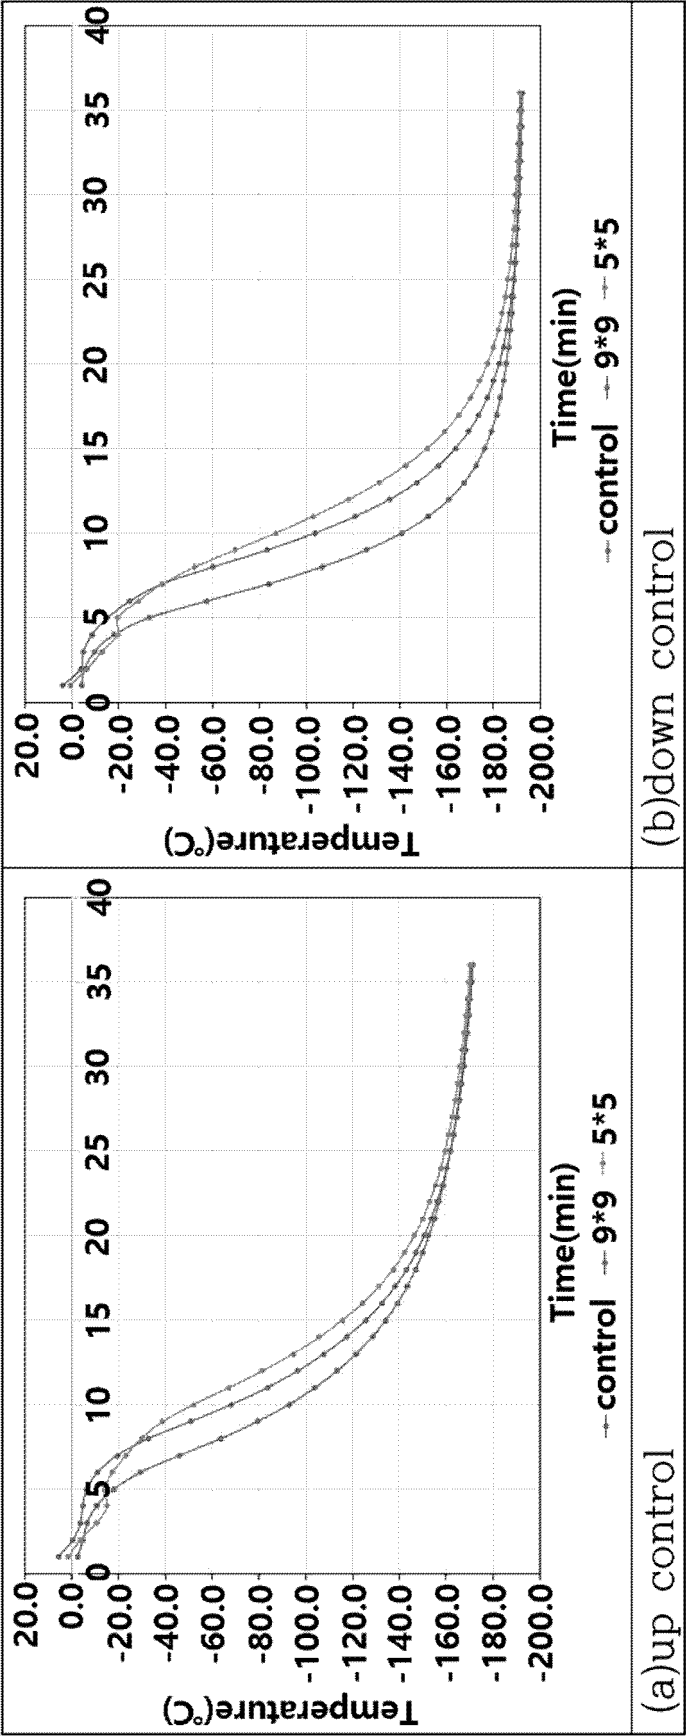 20.0
0.0
-20.0
-40.0
-60.0
-80.0
-100.0
-120.0
-140.0
-160.0
-180.0
-200.0
Temperature(℃)
0 5 10 15 20 25 30 35 40
Time(min)
control 9*9 5*5
(a)up control
20.0
0.0
-20.0
-40.0
-60.0
-80.0
-100.0
-120.0
-140.0
-160.0
-180.0
-200.0
Temperature(℃)
0 5 10 15 20 25 30 35 40
Time(min)
control 9*9 5*5
(b)down control